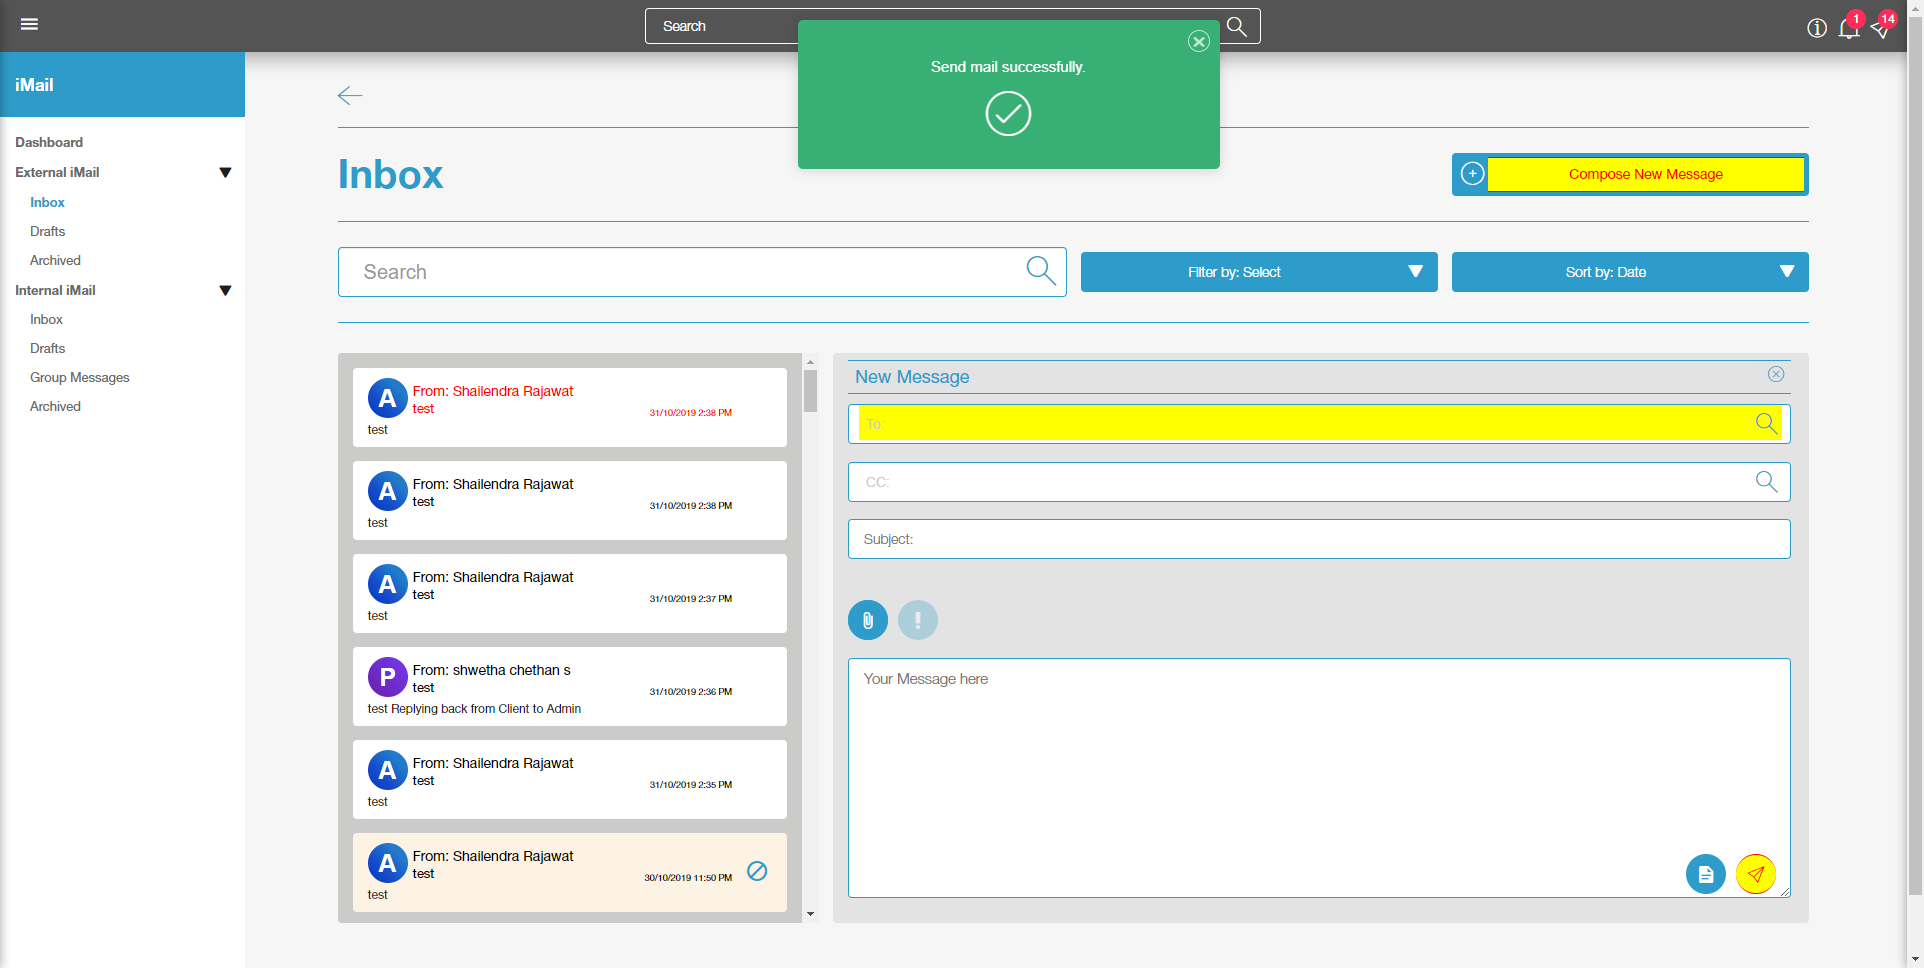 Search
1
14
Send mail successfully.
iMail
Dashboard
External iMail
Inbox
Drafts
Archived
Internal iMail
Inbox
Drafts
Group Messages
Archived
Inbox
+ Compose New Message
Search
Filter by: Select
Sort by: Date
A
From: Shailendra Rajawat
test
31/10/2019 2:38 PM
test
A
From: Shailendra Rajawat
test
31/10/2019 2:38 PM
test
A
From: Shailendra Rajawat
test
31/10/2019 2:37 PM
test
P
From: shwetha chethan s
test
31/10/2019 2:36 PM
test Replying back from Client to Admin
A
From: Shailendra Rajawat
test
31/10/2019 2:35 PM
test
A
From: Shailendra Rajawat
test
30/10/2019 11:50 PM
test
New Message
To:
CC:
Subject:
!
Your Message here